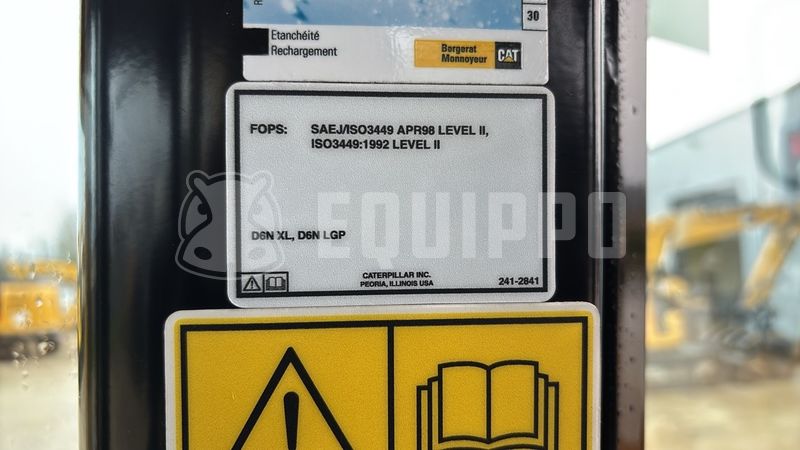 30
Etanchéité
Rechargement
Bergerat
Monnoyeur
CAT
FOPS: SAEJ/ISO3449 APR98 LEVEL II,
ISO3449:1992 LEVEL II
EQUIPPO
D6N XL, D6N LGP
CATERPILLAR INC.
PEORIA, ILLINOIS USA
241-2841